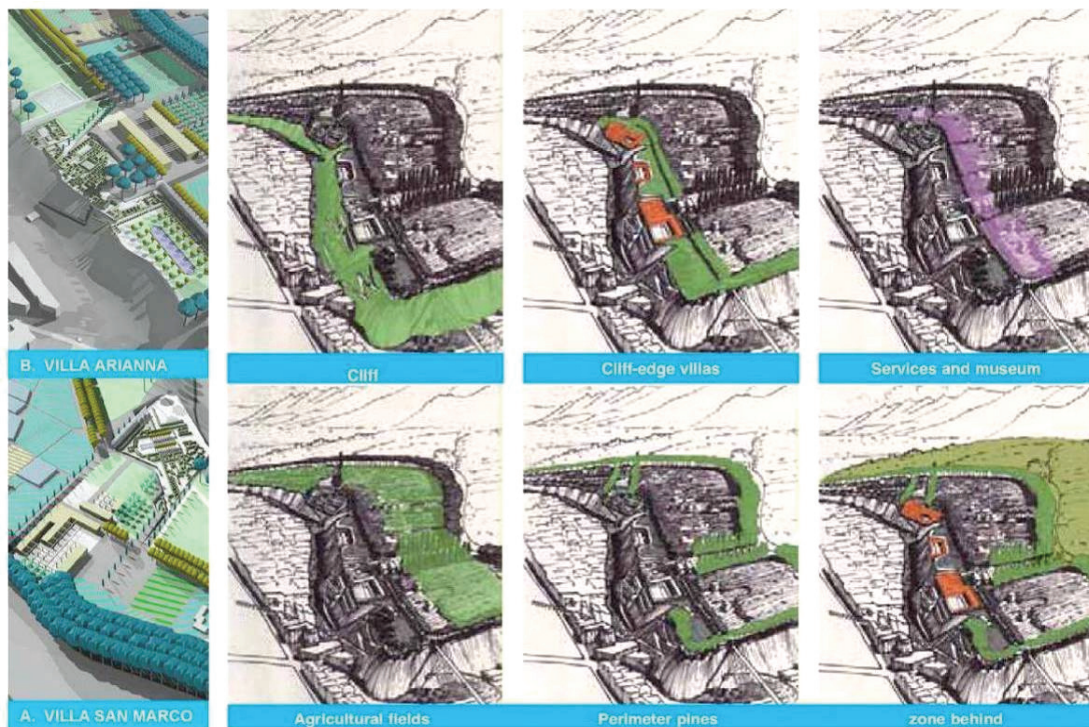 B. VILLA ARIANNA
Cliff
Cliff-edge villas
Services and museum
A. VILLA SAN MARCO
Agricultural fields
Perimeter pines
zone behind